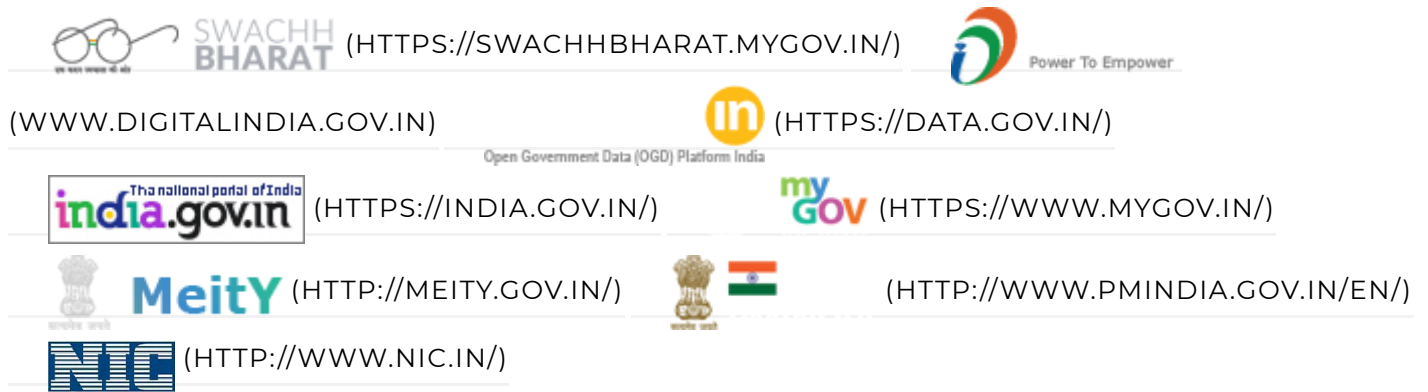 SWACHH
BHARAT (HTTPS://SWACHHBHARAT.MYGOV.IN/)
Power To Empower
(WWW.DIGITALINDIA.GOV.IN)
in (HTTPS://DATA.GOV.IN/)
Open Government Data (OGD) Platform India
The national portal of India
india.gov.in (HTTPS://INDIA.GOV.IN/)
my
GOV (HTTPS://WWW.MYGOV.IN/)
MeitY (HTTP://MEITY.GOV.IN/)
सत्यमेव जयते
(HTTP://WWW.PMINDIA.GOV.IN/EN/)
NIC (HTTP://WWW.NIC.IN/)